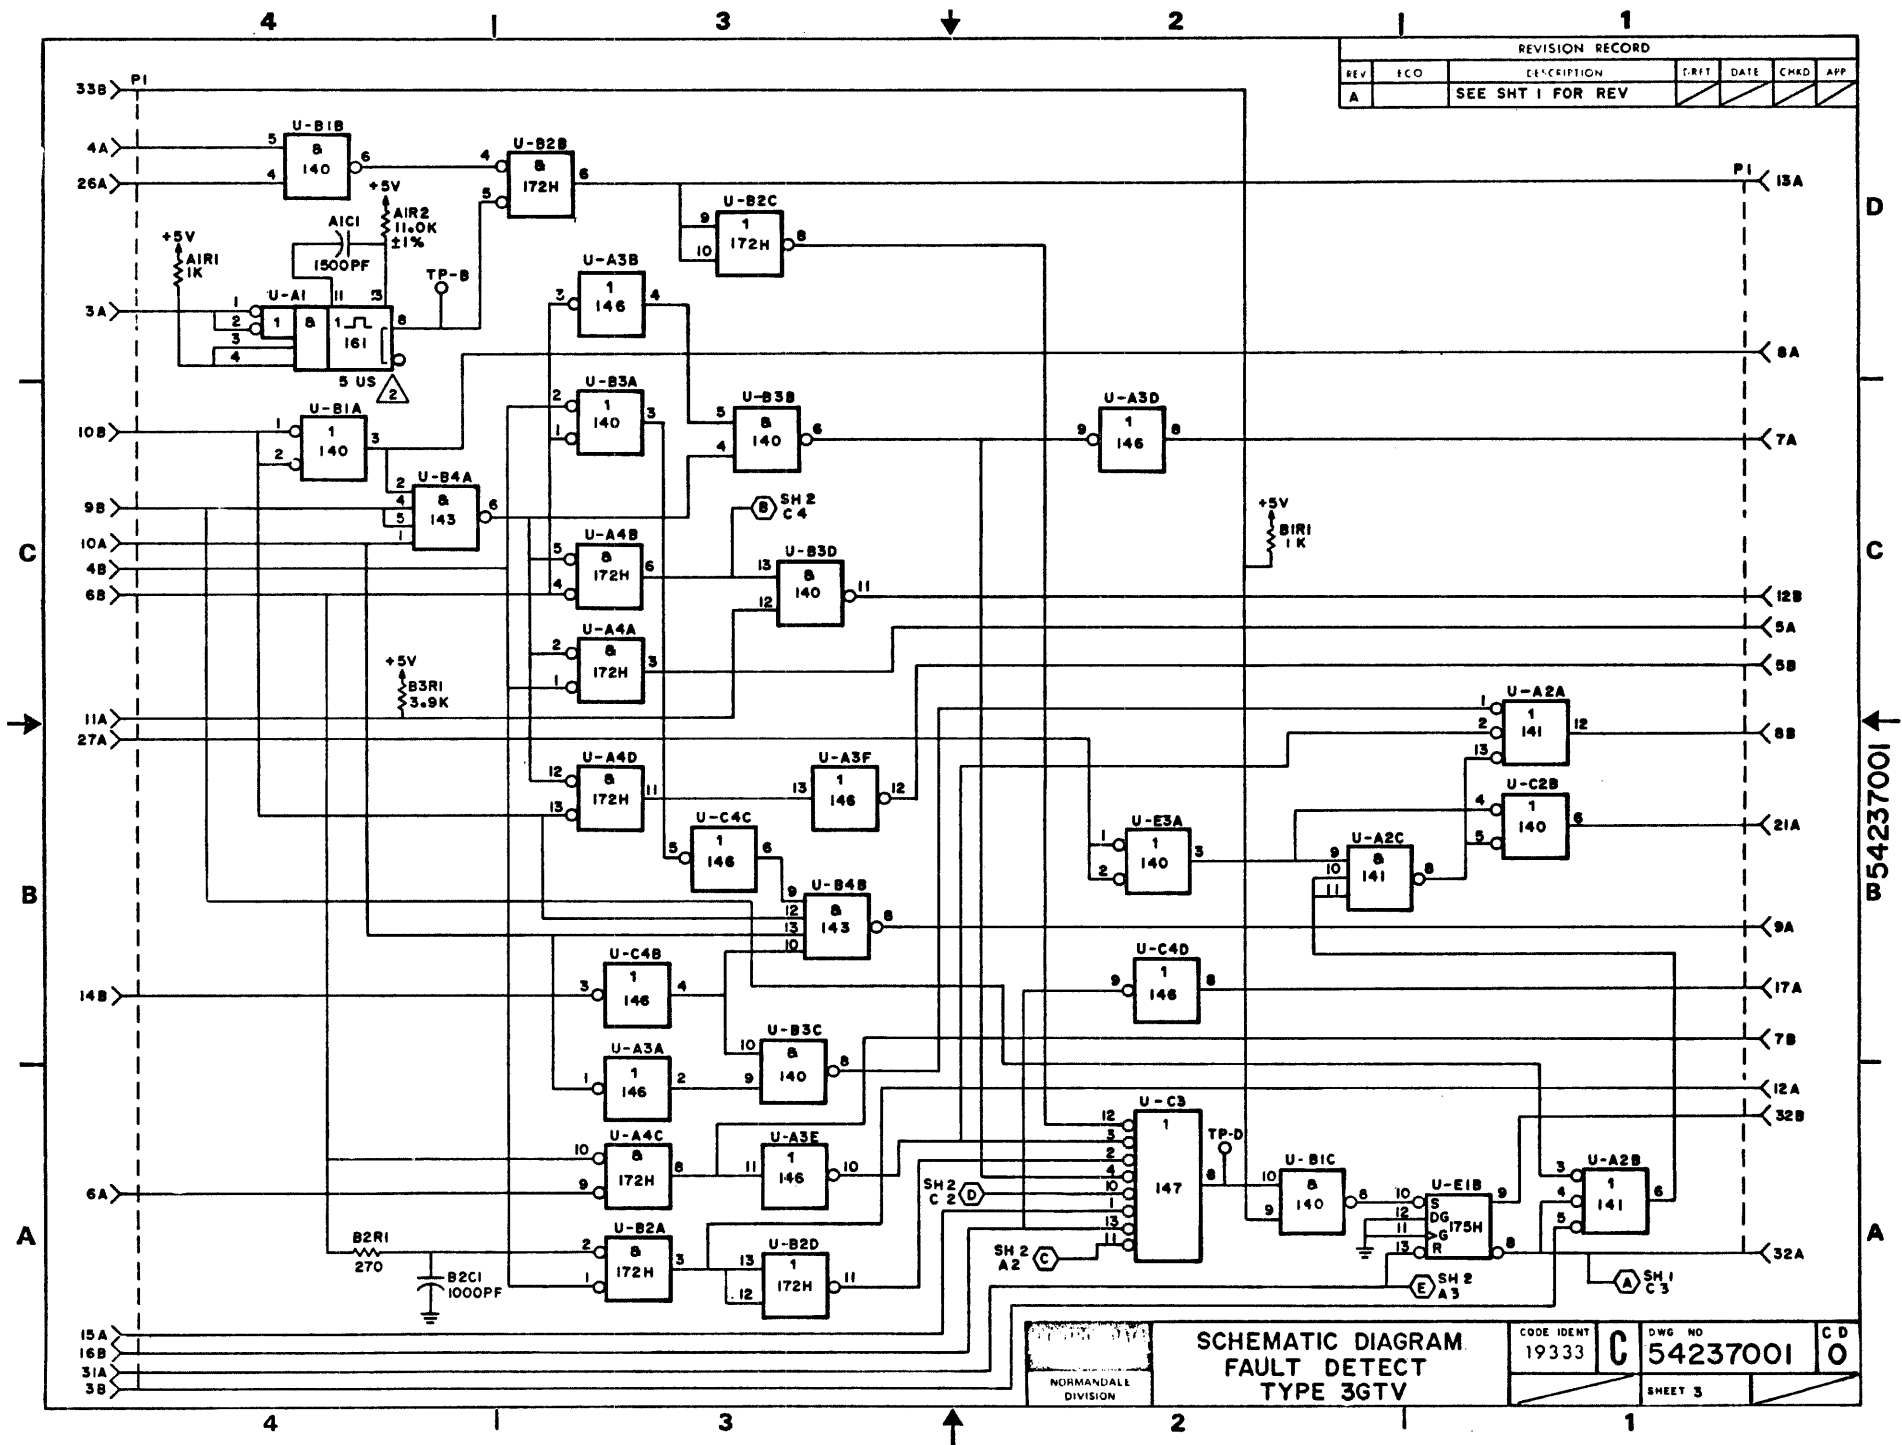 4 3 2 1
REVISION RECORD
REV ECO DESCRIPTION DRFT DATE CHKD APP
A SEE SHT 1 FOR REV
33B P1
4A
26A
5 U-B1B & 140 6
4
+5V
A1R2
11.0K
±1%
A1C1
1500PF
+5V
A1R1
1K
TP-B
3A
U-A1 11 13
1 1 & 1 161 8
2
3
4
5 US
2
4 U-B2B & 172H 6
5
9 U-B2C 1 172H 8
10
P1 13A
D
3 U-A3B 1 146 4
8A
10B
1 U-B1A 1 140 3
2
9B
10A
4B
6B
2 U-B4A & 143 6
4
5
1
2 U-B3A 1 140 3
1
5 U-B3B & 140 6
4
9 U-A3D 1 146 8
7A
B SH 2
C 4
+5V
B1R1
1K
C C
5 U-A4B & 172H 6
4
13 U-B3D & 140 11
12
12B
5A
5B
2 U-A4A & 172H 3
1
+5V
B3R1
3.9K
11A
27A
1 U-A2A 1 141 12
2
13
8B
12 U-A4D & 172H 11
13
13 U-A3F 1 146 12
4 U-C2B 1 140 6
5
21A
54237001
5 U-C4C 1 146 6
1 U-E3A 1 140 3
2
9 U-A2C & 141 8
10
11
B B
9 U-B4B & 143 8
12
13
10
9A
14B
3 U-C4B 1 146 4
9 U-C4D 1 146 8
17A
10 U-B3C & 140 8
9
7B
1 U-A3A 1 146 2
12A
32B
12 U-C3 1 147 8
3
2
4
10
1
13
11
TP-D
10 U-A4C & 172H 8
9
11 U-A3E 1 146 10
6A
SH 2
C 2 D
10 U-B1C & 140 8
9
10 U-E1B S 9
12 DG 175H
11 G
13 R 8
3 U-A2B 1 141 6
4
5
A A
B2R1
270
B2C1
1000PF
2 U-B2A & 172H 3
1
13 U-B2D 1 172H 11
12
SH 2
A 2 C
E SH 2
A 3
A SH 1
C 3
32A
15A
16B
31A
3B
NORMANDALE
DIVISION
SCHEMATIC DIAGRAM
FAULT DETECT
TYPE 3GTV
CODE IDENT
19333
C
DWG NO
54237001
C D
0
SHEET 3
4 3 2 1